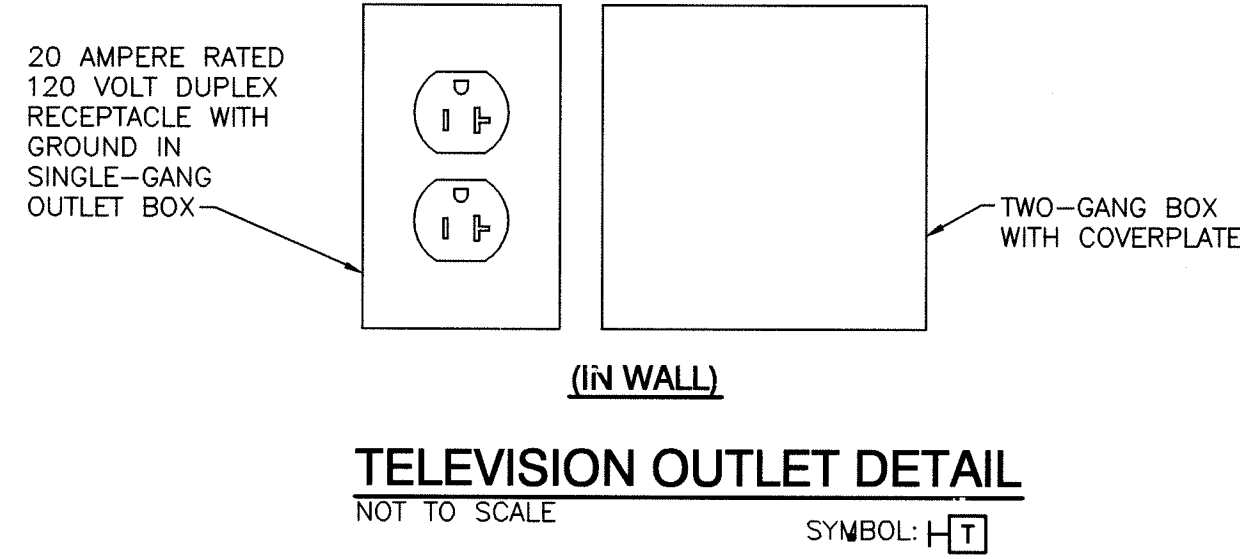 20 AMPERE RATED
120 VOLT DUPLEX
RECEPTACLE WITH
GROUND IN
SINGLE-GANG
OUTLET BOX
TWO-GANG BOX
WITH COVERPLATE
(IN WALL)
TELEVISION OUTLET DETAIL
NOT TO SCALE
SYMBOL: T